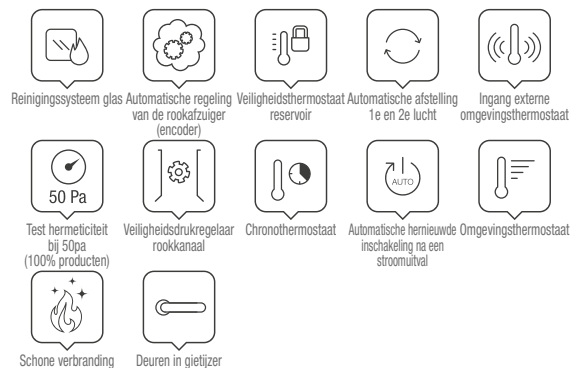 Reinigingssysteem glas
Automatische regeling
van de rookafzuiger
(encoder)
Veiligheidsthermostaat
reservoir
Automatische afstelling
1e en 2e lucht
Ingang externe
omgevingsthermostaat
50 Pa
Test hermeticiteit
bij 50pa
(100% producten)
Veiligheidsdrukregelaar
rookkanaal
Chronothermostaat
AUTO
Automatische hernieuwde
inschakeling na een
stroomuitval
Omgevingsthermostaat
Schone verbranding
Deuren in gietijzer